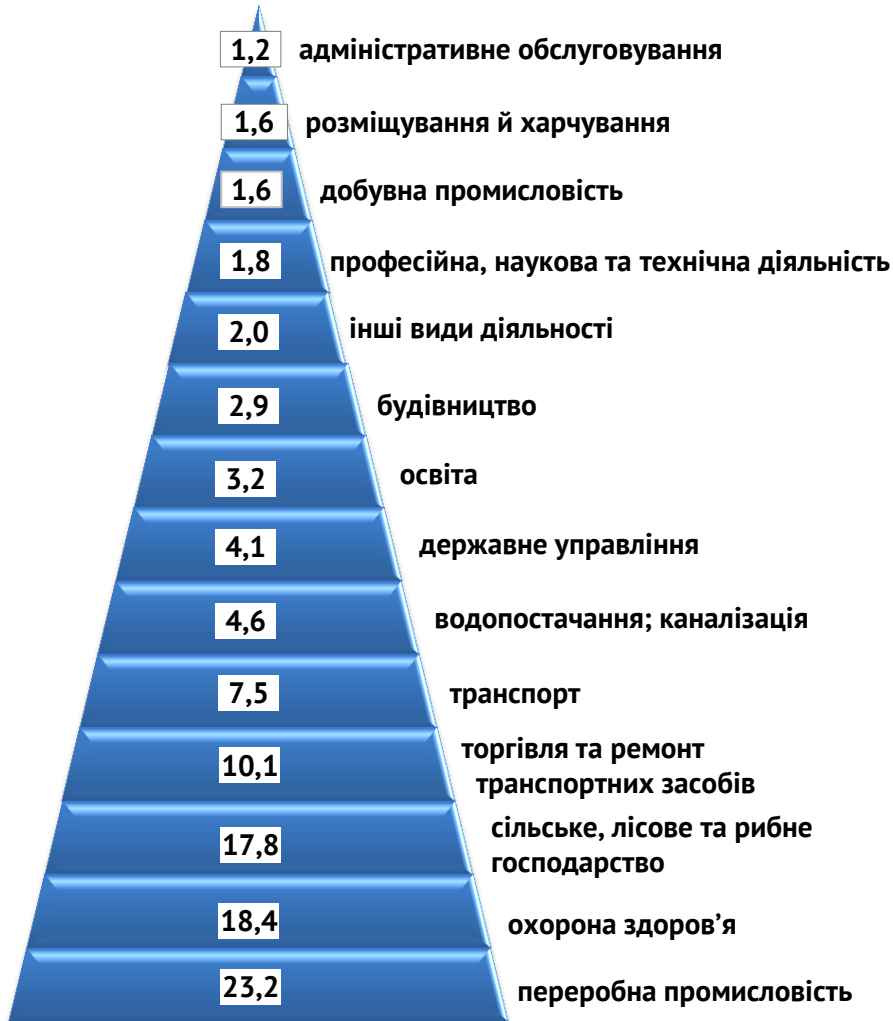 1,2 адміністративне обслуговування
1,6 розміщування й харчування
1,6 добувна промисловість
1,8 професійна, наукова та технічна діяльність
2,0 інші види діяльності
2,9 будівництво
3,2 освіта
4,1 державне управління
4,6 водопостачання; каналізація
7,5 транспорт
10,1 торгівля та ремонт
транспортних засобів
17,8 сільське, лісове та рибне
господарство
18,4 охорона здоров’я
23,2 переробна промисловість